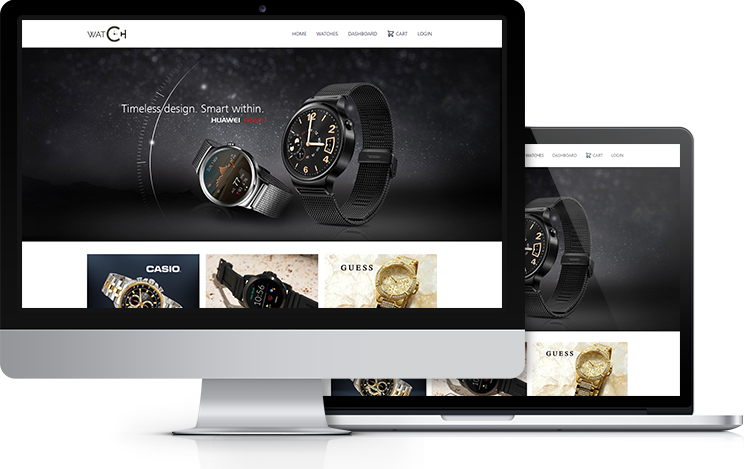 WATCH
HOME WATCHES DASHBOARD CART LOGIN
Timeless design. Smart within.
HUAWEI
CASIO
10:56
GUESS
WATCHES DASHBOARD CART LOGIN
GUESS